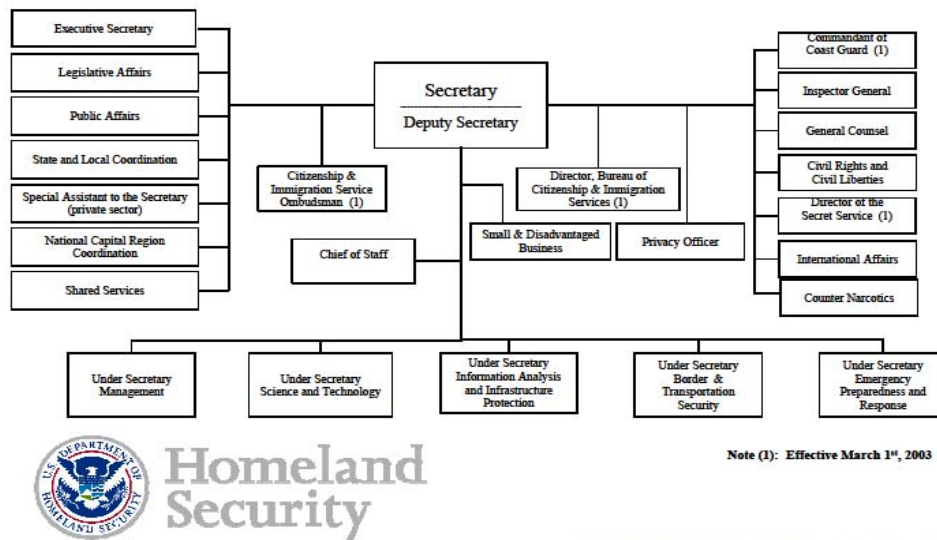 Executive Secretary
Legislative Affairs
Public Affairs
State and Local Coordination
Special Assistant to the Secretary
(private sector)
National Capital Region
Coordination
Shared Services
Secretary
Deputy Secretary
Citizenship &
Immigration Service
Ombudsman (1)
Chief of Staff
Small & Disadvantaged
Business
Director, Bureau of
Citizenship & Immigration
Services (1)
Privacy Officer
Commandant of
Coast Guard (1)
Inspector General
General Counsel
Civil Rights and
Civil Liberties
Director of the
Secret Service (1)
International Affairs
Counter Narcotics
Under Secretary
Management
Under Secretary
Science and Technology
Under Secretary
Information Analysis
and Infrastructure
Protection
Under Secretary
Border &
Transportation
Security
Under Secretary
Emergency
Preparedness and
Response
U.S. DEPARTMENT OF
HOMELAND SECURITY
Homeland
Security
Note (1): Effective March 1st, 2003